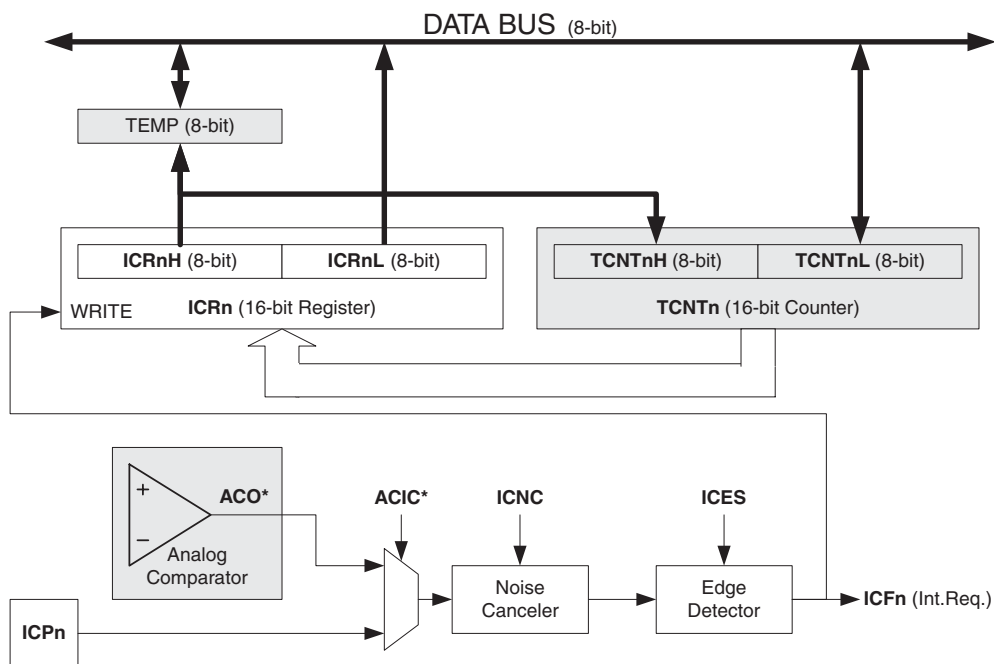 DATA BUS (8-bit)
TEMP (8-bit)
ICRnH (8-bit)
ICRnL (8-bit)
TCNTnH (8-bit)
TCNTnL (8-bit)
WRITE
ICRn (16-bit Register)
TCNTn (16-bit Counter)
+
−
ACO*
Analog
Comparator
ACIC*
ICNC
ICES
Noise
Canceler
Edge
Detector
ICFn (Int.Req.)
ICPn